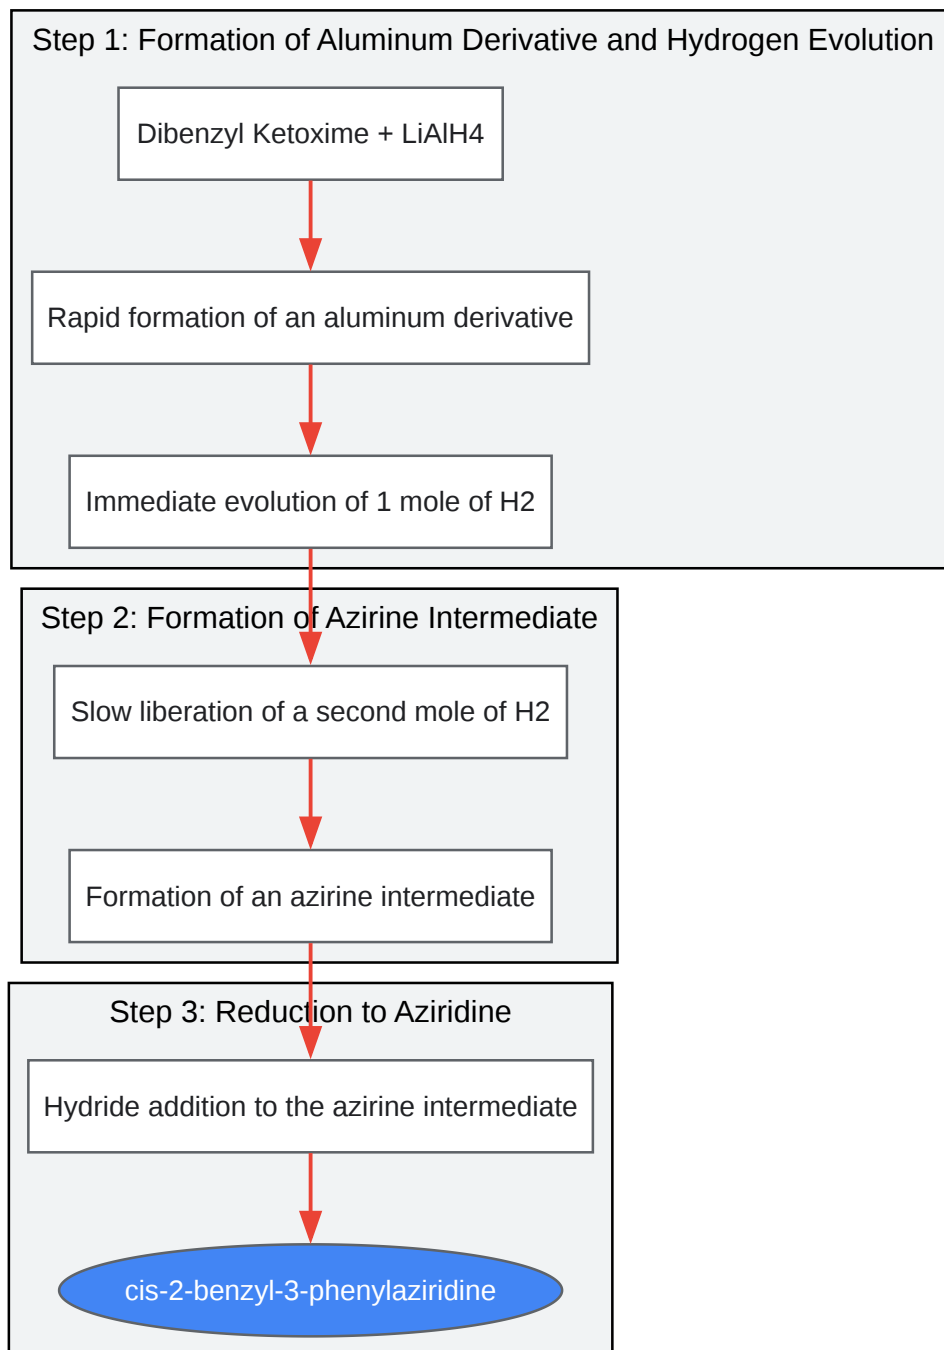 Step 1: Formation of Aluminum Derivative and Hydrogen Evolution
Dibenzyl Ketoxime + LiAlH4
Rapid formation of an aluminum derivative
Immediate evolution of 1 mole of H2
Step 2: Formation of Azirine Intermediate
Slow liberation of a second mole of H2
Formation of an azirine intermediate
Step 3: Reduction to Aziridine
Hydride addition to the azirine intermediate
cis-2-benzyl-3-phenylaziridine